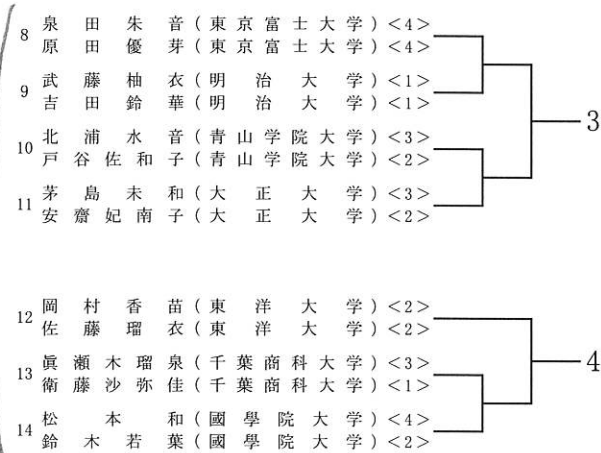 8 泉田朱音(東京富士大学)<4>
原田優芽(東京富士大学)<4>
9 武藤柚衣(明治大学)<1>
吉田鈴華(明治大学)<1>
3
10 北浦水音(青山学院大学)<3>
戸谷佐和子(青山学院大学)<2>
11 茅島未和(大正大学)<3>
安齋妃南子(大正大学)<2>
12 岡村香苗(東洋大学)<2>
佐藤瑠衣(東洋大学)<2>
4
13 眞瀬木瑠泉(千葉商科大学)<3>
衛藤沙弥佳(千葉商科大学)<1>
14 松本和(國學院大学)<4>
鈴木若葉(國學院大学)<2>